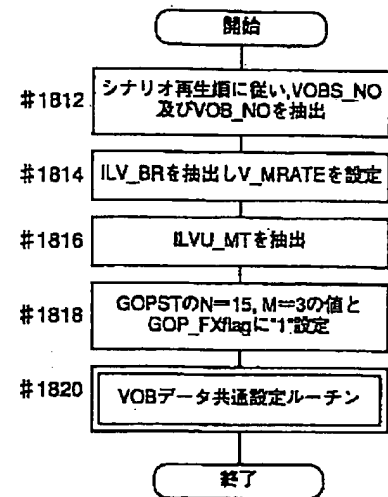 開始
#1812
シナリオ再生順に従い,VOBS_NO
及びVOB_NOを抽出
#1814
ILV_BRを抽出しV_MRATEを設定
#1816
ILVU_MTを抽出
#1818
GOPSTのN=15, M=3の値と
GOP_FXflagに"1"設定
#1820
VOBデータ共通設定ルーチン
終了